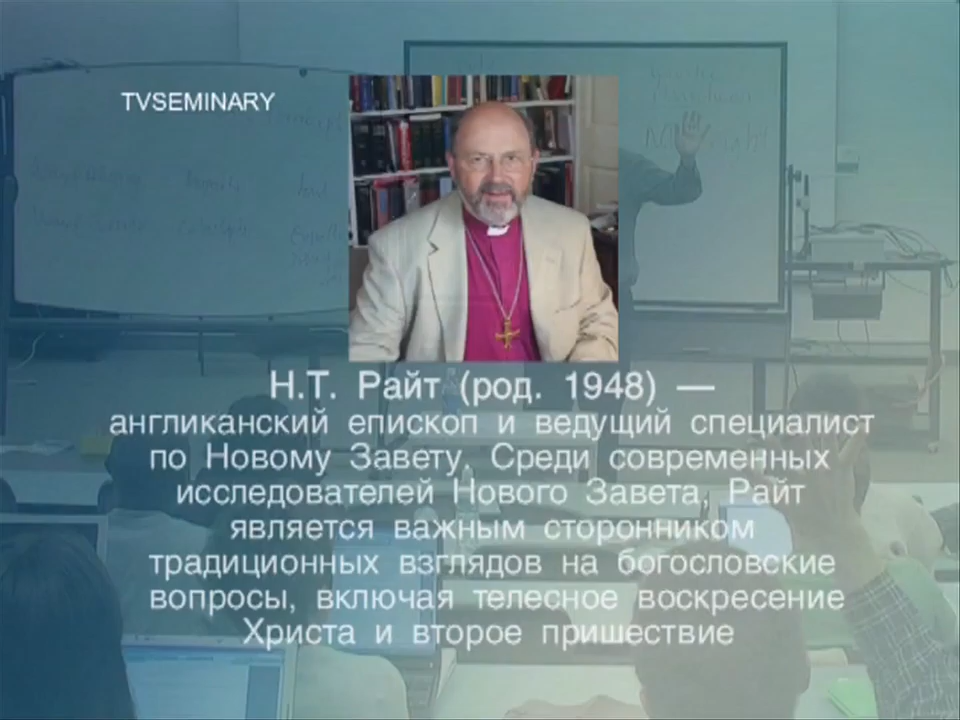 TVSEMINARY
Н.Т. Райт (род. 1948) —
англиканский епископ и ведущий специалист
по Новому Завету. Среди современных
исследователей Нового Завета, Райт
является важным сторонником
традиционных взглядов на богословские
вопросы, включая телесное воскресение
Христа и второе пришествие